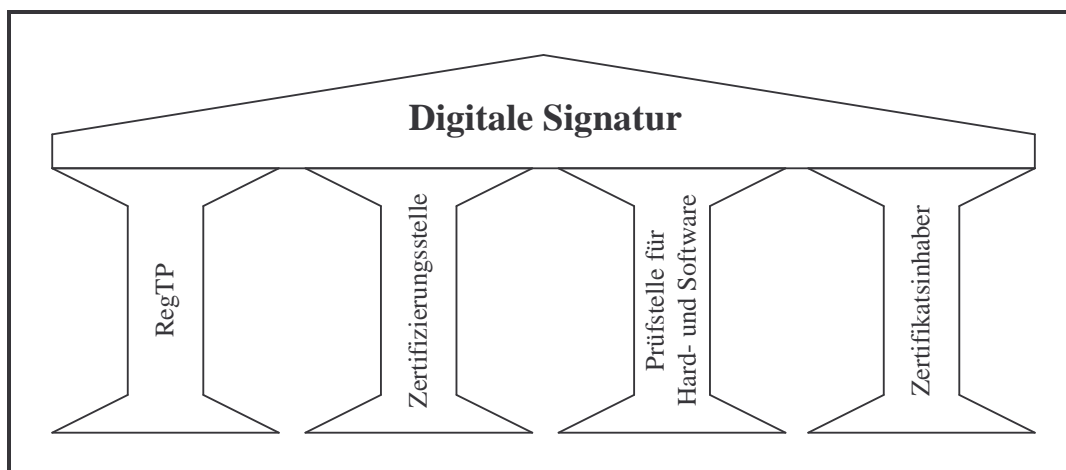 Digitale Signatur
RegTP
Zertifizierungsstelle
Prüfstelle für
Hard- und Software
Zertifikatsinhaber